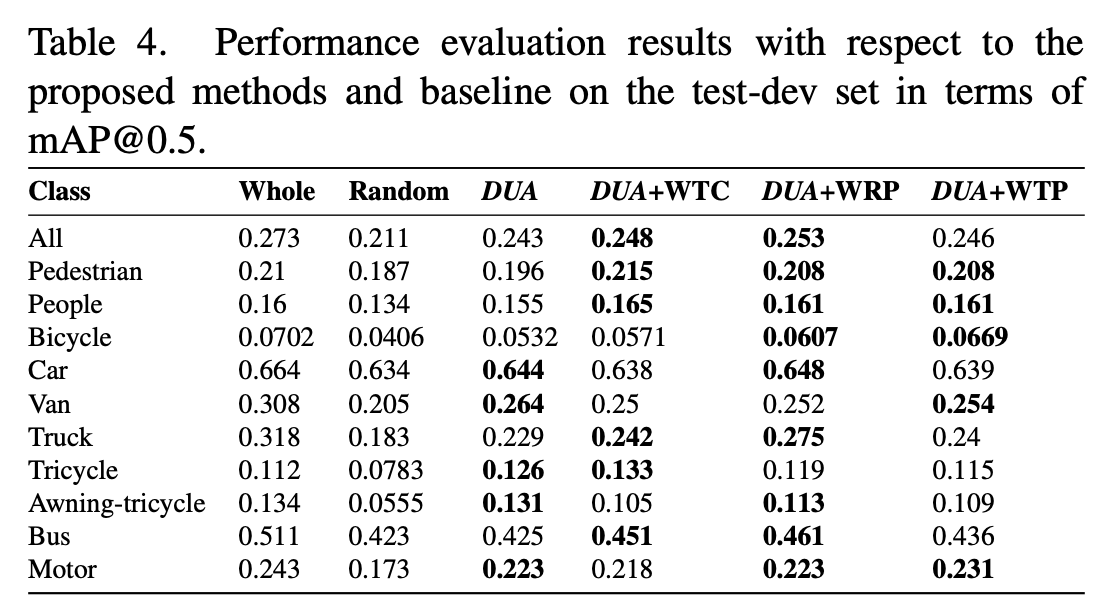 Table 4. Performance evaluation results with respect to the
proposed methods and baseline on the test-dev set in terms of
mAP@0.5.
Class Whole Random DUA DUA+WTC DUA+WRP DUA+WTP
All 0.273 0.211 0.243 0.248 0.253 0.246
Pedestrian 0.21 0.187 0.196 0.215 0.208 0.208
People 0.16 0.134 0.155 0.165 0.161 0.161
Bicycle 0.0702 0.0406 0.0532 0.0571 0.0607 0.0669
Car 0.664 0.634 0.644 0.638 0.648 0.639
Van 0.308 0.205 0.264 0.25 0.252 0.254
Truck 0.318 0.183 0.229 0.242 0.275 0.24
Tricycle 0.112 0.0783 0.126 0.133 0.119 0.115
Awning-tricycle 0.134 0.0555 0.131 0.105 0.113 0.109
Bus 0.511 0.423 0.425 0.451 0.461 0.436
Motor 0.243 0.173 0.223 0.218 0.223 0.231